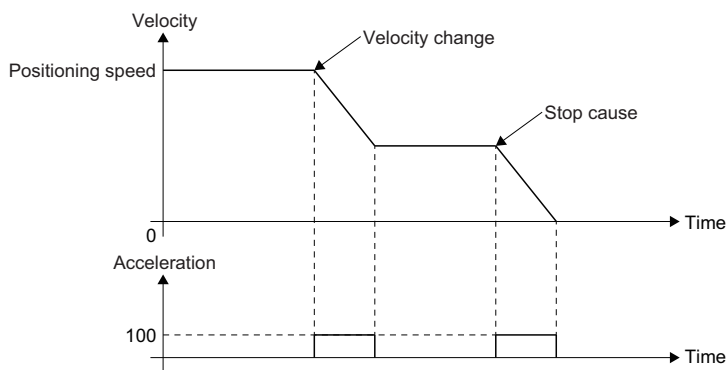 Velocity
Velocity change
Positioning speed
Stop cause
0
Time
Acceleration
100
Time